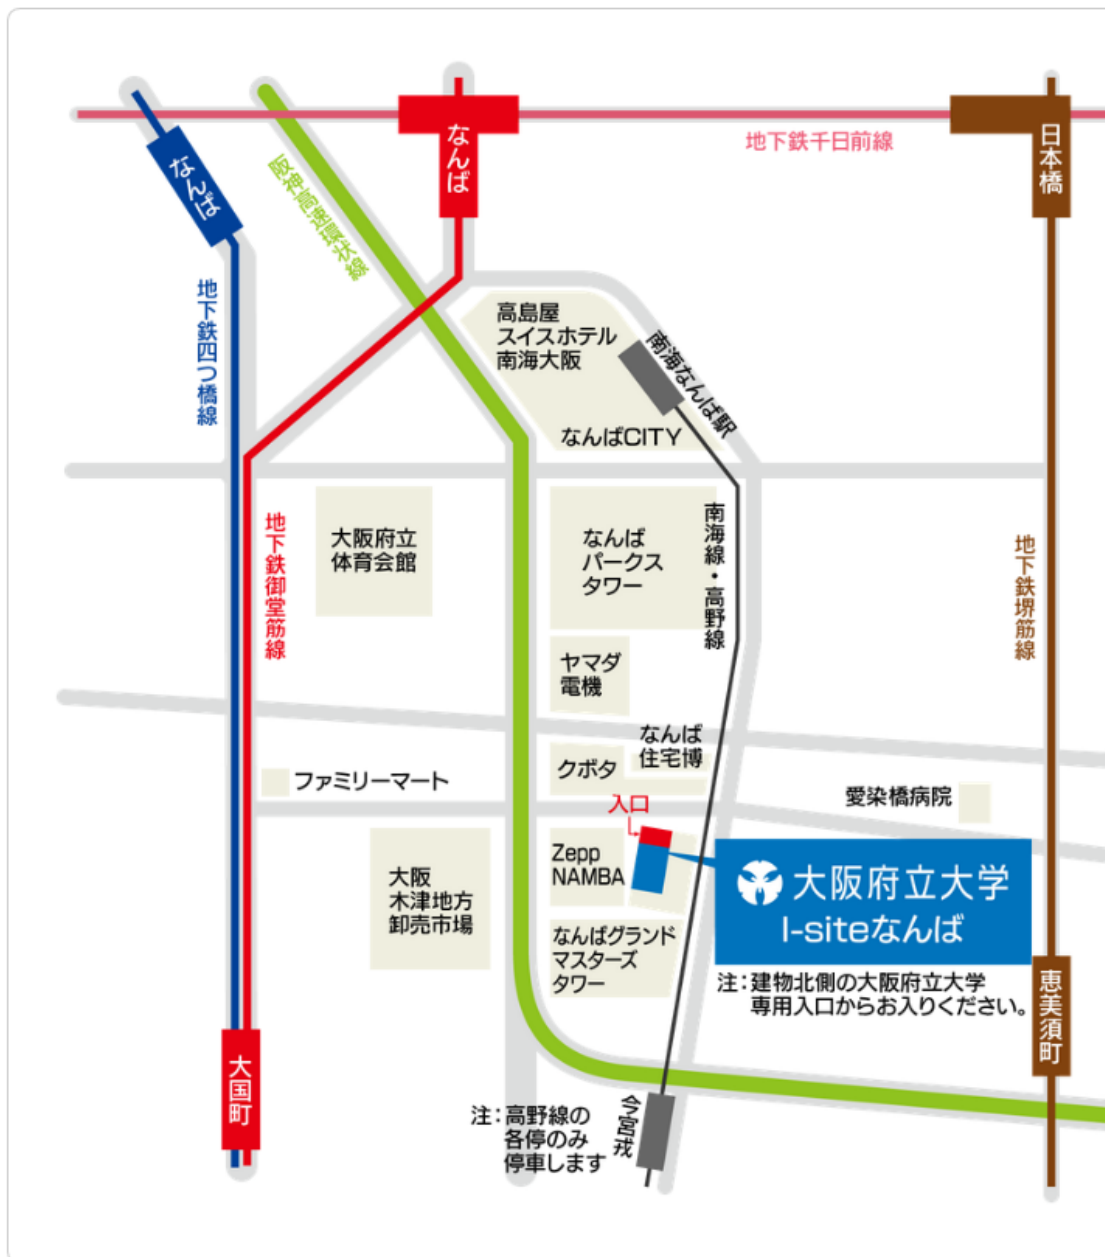 なんば
なんば
日本橋
地下鉄千日前線
阪神高速環状線
地下鉄四つ橋線
高島屋
スイスホテル
南海大阪
南海なんば駅
なんばCITY
地下鉄御堂筋線
大阪府立
体育会館
なんば
パークス
タワー
南海線・高野線
地下鉄堺筋線
ヤマダ
電機
なんば
住宅博
クボタ
ファミリーマート
愛染橋病院
入口
Zepp
NAMBA
大阪
木津地方
卸売市場
大阪府立大学
I-siteなんば
なんばグランド
マスターズ
タワー
注:建物北側の大阪府立大学
専用入口からお入りください。
恵美須町
大国町
注:高野線の
各停のみ
停車します
今宮戎